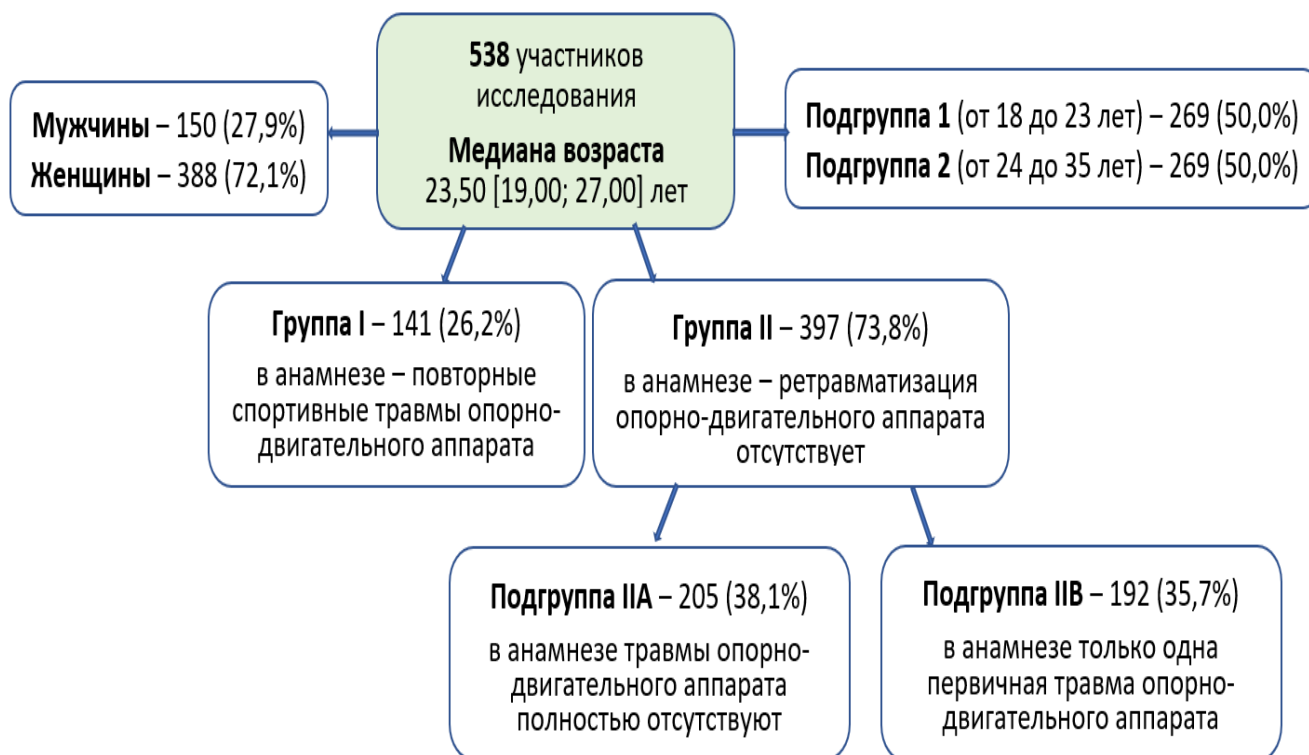 538 участников
исследования
Медиана возраста
23,50 [19,00; 27,00] лет
Мужчины – 150 (27,9%)
Женщины – 388 (72,1%)
Подгруппа 1 (от 18 до 23 лет) – 269 (50,0%)
Подгруппа 2 (от 24 до 35 лет) – 269 (50,0%)
Группа I – 141 (26,2%)
в анамнезе – повторные
спортивные травмы опорно-
двигательного аппарата
Группа II – 397 (73,8%)
в анамнезе – ретравматизация
опорно-двигательного аппарата
отсутствует
Подгруппа IIA – 205 (38,1%)
в анамнезе травмы опорно-
двигательного аппарата
полностью отсутствуют
Подгруппа IIB – 192 (35,7%)
в анамнезе только одна
первичная травма опорно-
двигательного аппарата